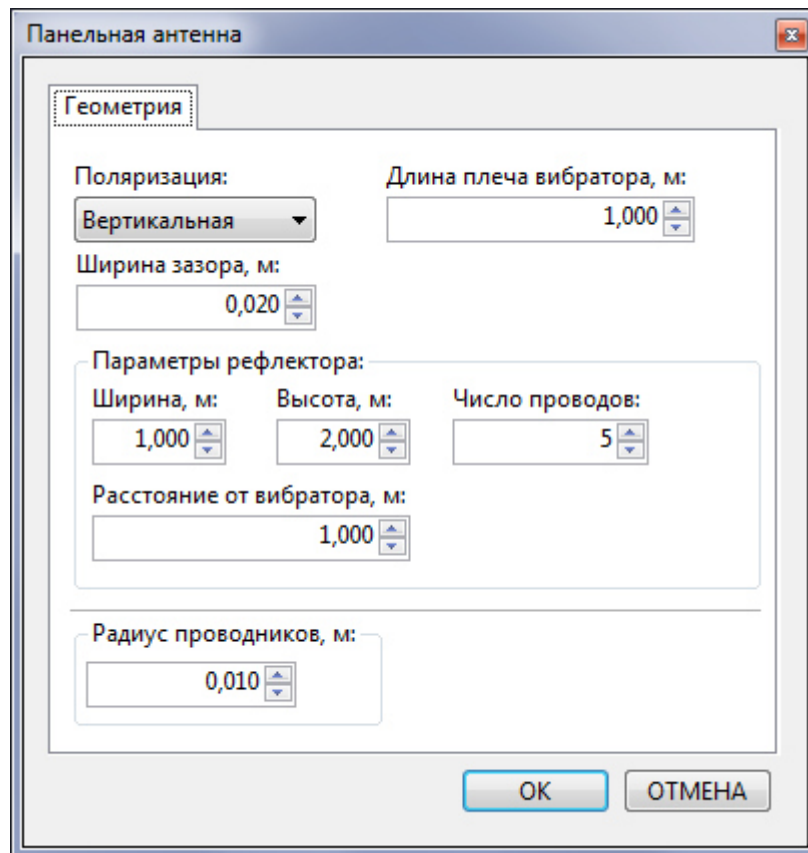 Панельная антенна
Геометрия
Поляризация: Длина плеча вибратора, м:
Вертикальная 1,000
Ширина зазора, м:
0,020
Параметры рефлектора:
Ширина, м: Высота, м: Число проводов:
1,000 2,000 5
Расстояние от вибратора, м:
1,000
Радиус проводников, м:
0,010
OK ОТМЕНА